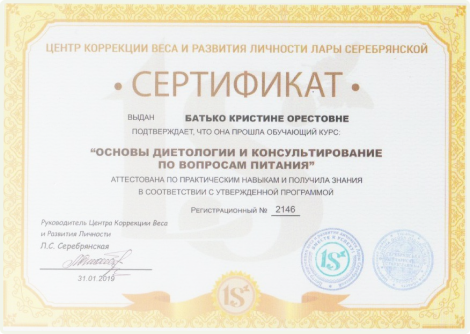 ЦЕНТР КОРРЕКЦИИ ВЕСА И РАЗВИТИЯ ЛИЧНОСТИ ЛАРЫ СЕРЕБРЯНСКОЙ
• СЕРТИФИКАТ •
ВЫДАН БАТЬКО КРИСТИНЕ ОРЕСТОВНЕ
ПОДТВЕРЖДАЕТ, ЧТО ОНА ПРОШЛА ОБУЧАЮЩИЙ КУРС:
"ОСНОВЫ ДИЕТОЛОГИИ И КОНСУЛЬТИРОВАНИЕ
ПО ВОПРОСАМ ПИТАНИЯ"
АТТЕСТОВАНА ПО ПРАКТИЧЕСКИМ НАВЫКАМ И ПОЛУЧИЛА ЗНАНИЯ
В СООТВЕТСТВИИ С УТВЕРЖДЕННОЙ ПРОГРАММОЙ
РЕГИСТРАЦИОННЫЙ № 2146
Руководитель Центра Коррекции Веса
и Развития Личности
Л.С. Серебрянская
31.01.2019
1S
1S